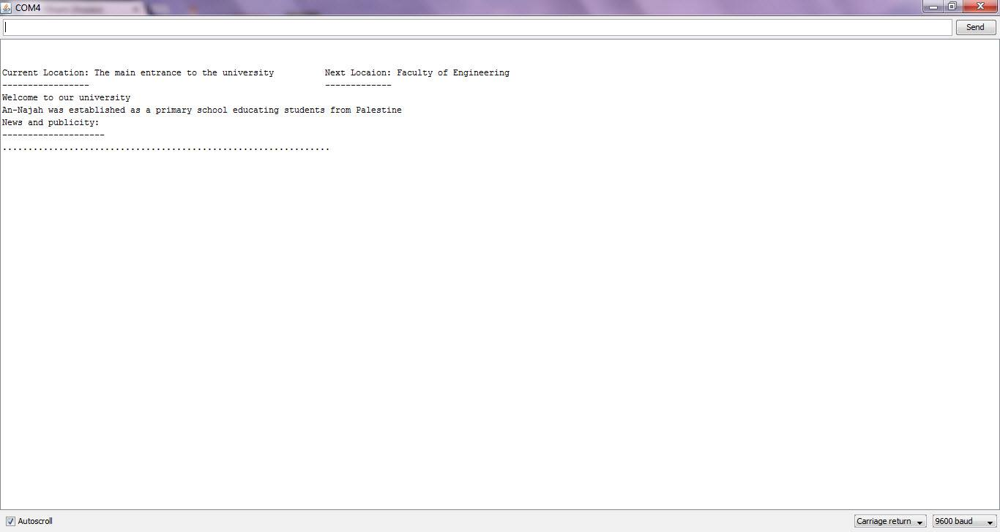 COM4
Send
Current Location: The main entrance to the university          Next Locaion: Faculty of Engineering
-----------------                                              -------------
Welcome to our university
An-Najah was established as a primary school educating students from Palestine
News and publicity:
--------------------
................................................................
Autoscroll
Carriage return
9600 baud